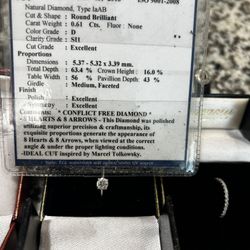 ISO 9001-2008
Natural Diamond, Type IaAB
Cut & Shape : Round Brilliant
Carat Weight : 0.61 Cts. Fluor : None
Color Grade : D
Clarity Grade : SI1
Cut Grade : Excellent
Proportions
Dimensions : 5.37 - 5.32 x 3.39 mm.
Total Depth : 63.4 % Crown Height : 16.0 %
Table Width : 56 % Pavillion Depth : 43 %
Girdle : Medium, Faceted
Finish
Polish : Excellent
Symmetry : Excellent
Comments : " CONFLICT FREE DIAMOND "
- 8 HEARTS & 8 ARROWS - This Diamond was polished
utilizing superior precision & craftmanship, its
exquisite proportions generate the appearance of
8 Hearts & 8 Arrows, when viewed at the correct
angle & under the proper lighting conditions.
-IDEAL CUT inspired by Marcel Tolkowsky.